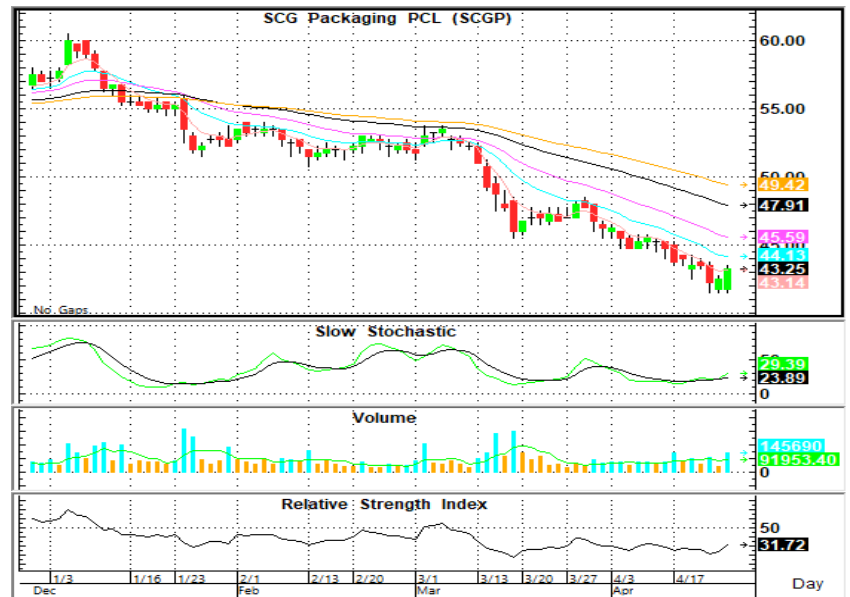 SCG Packaging PCL (SCGP)
60.00
55.00
50.00
49.42
47.91
45.59
45.00
44.13
43.25
43.14
No Gaps
Slow Stochastic
50
29.39
23.89
0
Volume
145690
91953.40
0
Relative Strength Index
50
31.72
1/3 1/16 1/23 2/1 2/13 2/20 3/1 3/13 3/20 3/27 4/3 4/17
Dec Feb Mar Apr Day